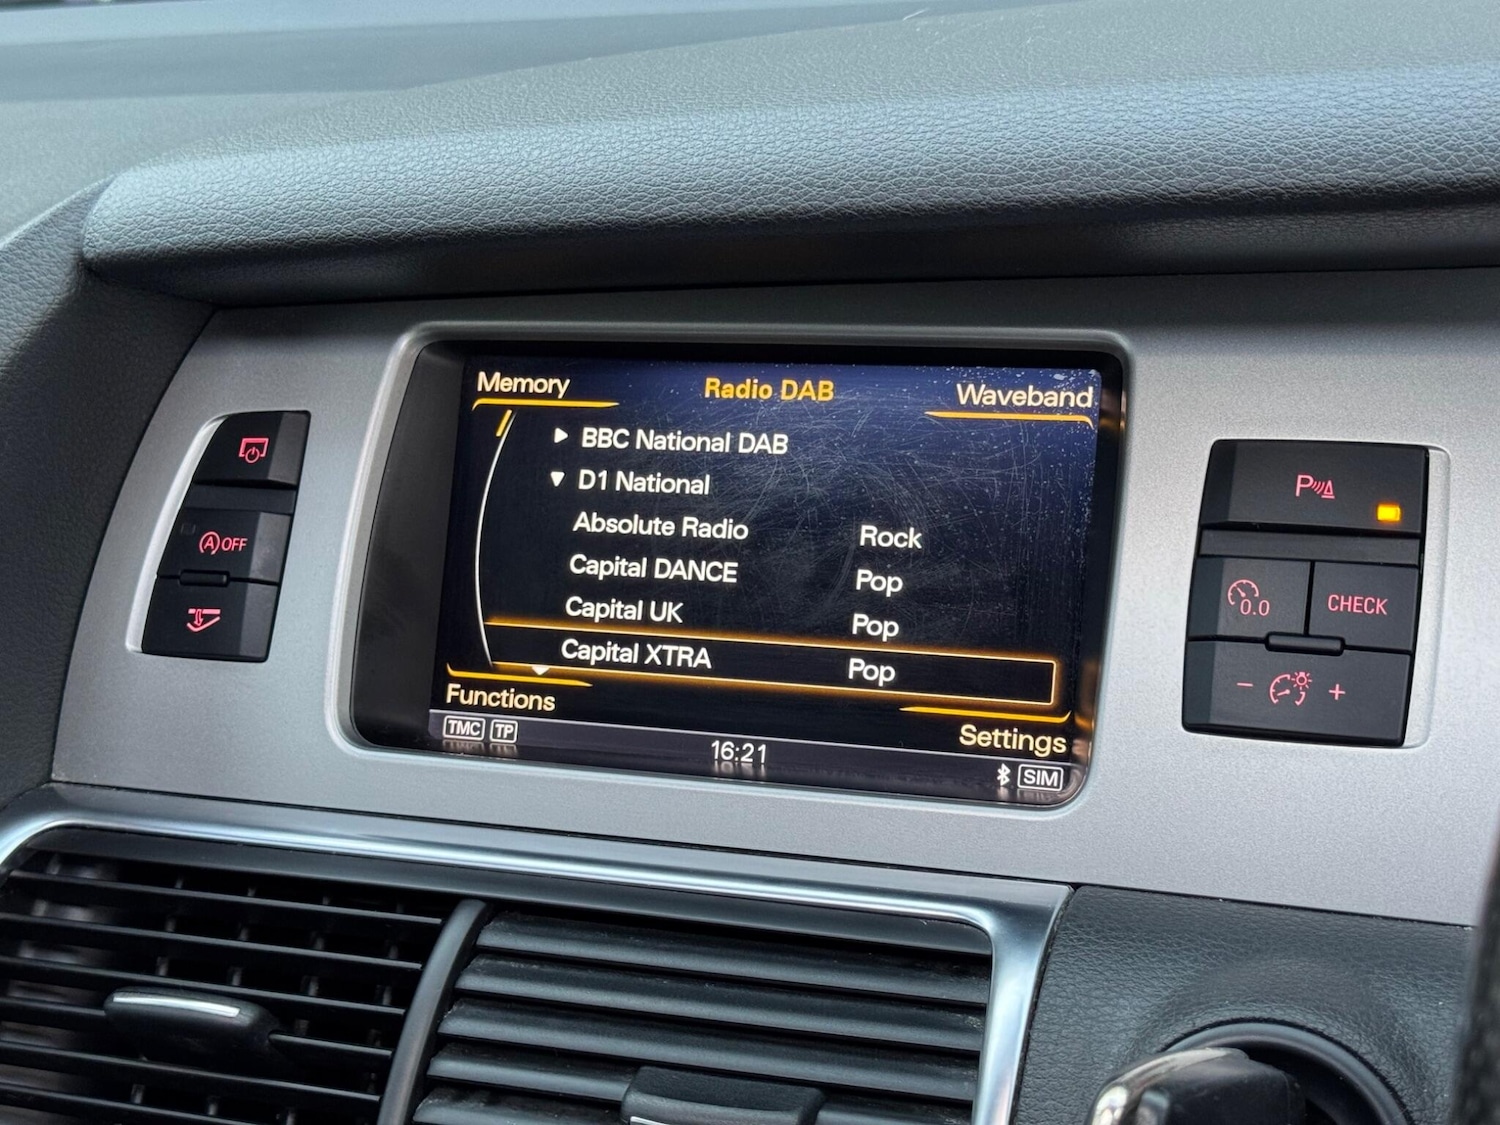 Memory Radio DAB Waveband
BBC National DAB
D1 National
Absolute Radio Rock
Capital DANCE Pop
Capital UK Pop
Capital XTRA Pop
Functions Settings
TMC TP 16:21 SIM
A OFF
P
0.0 CHECK
- +